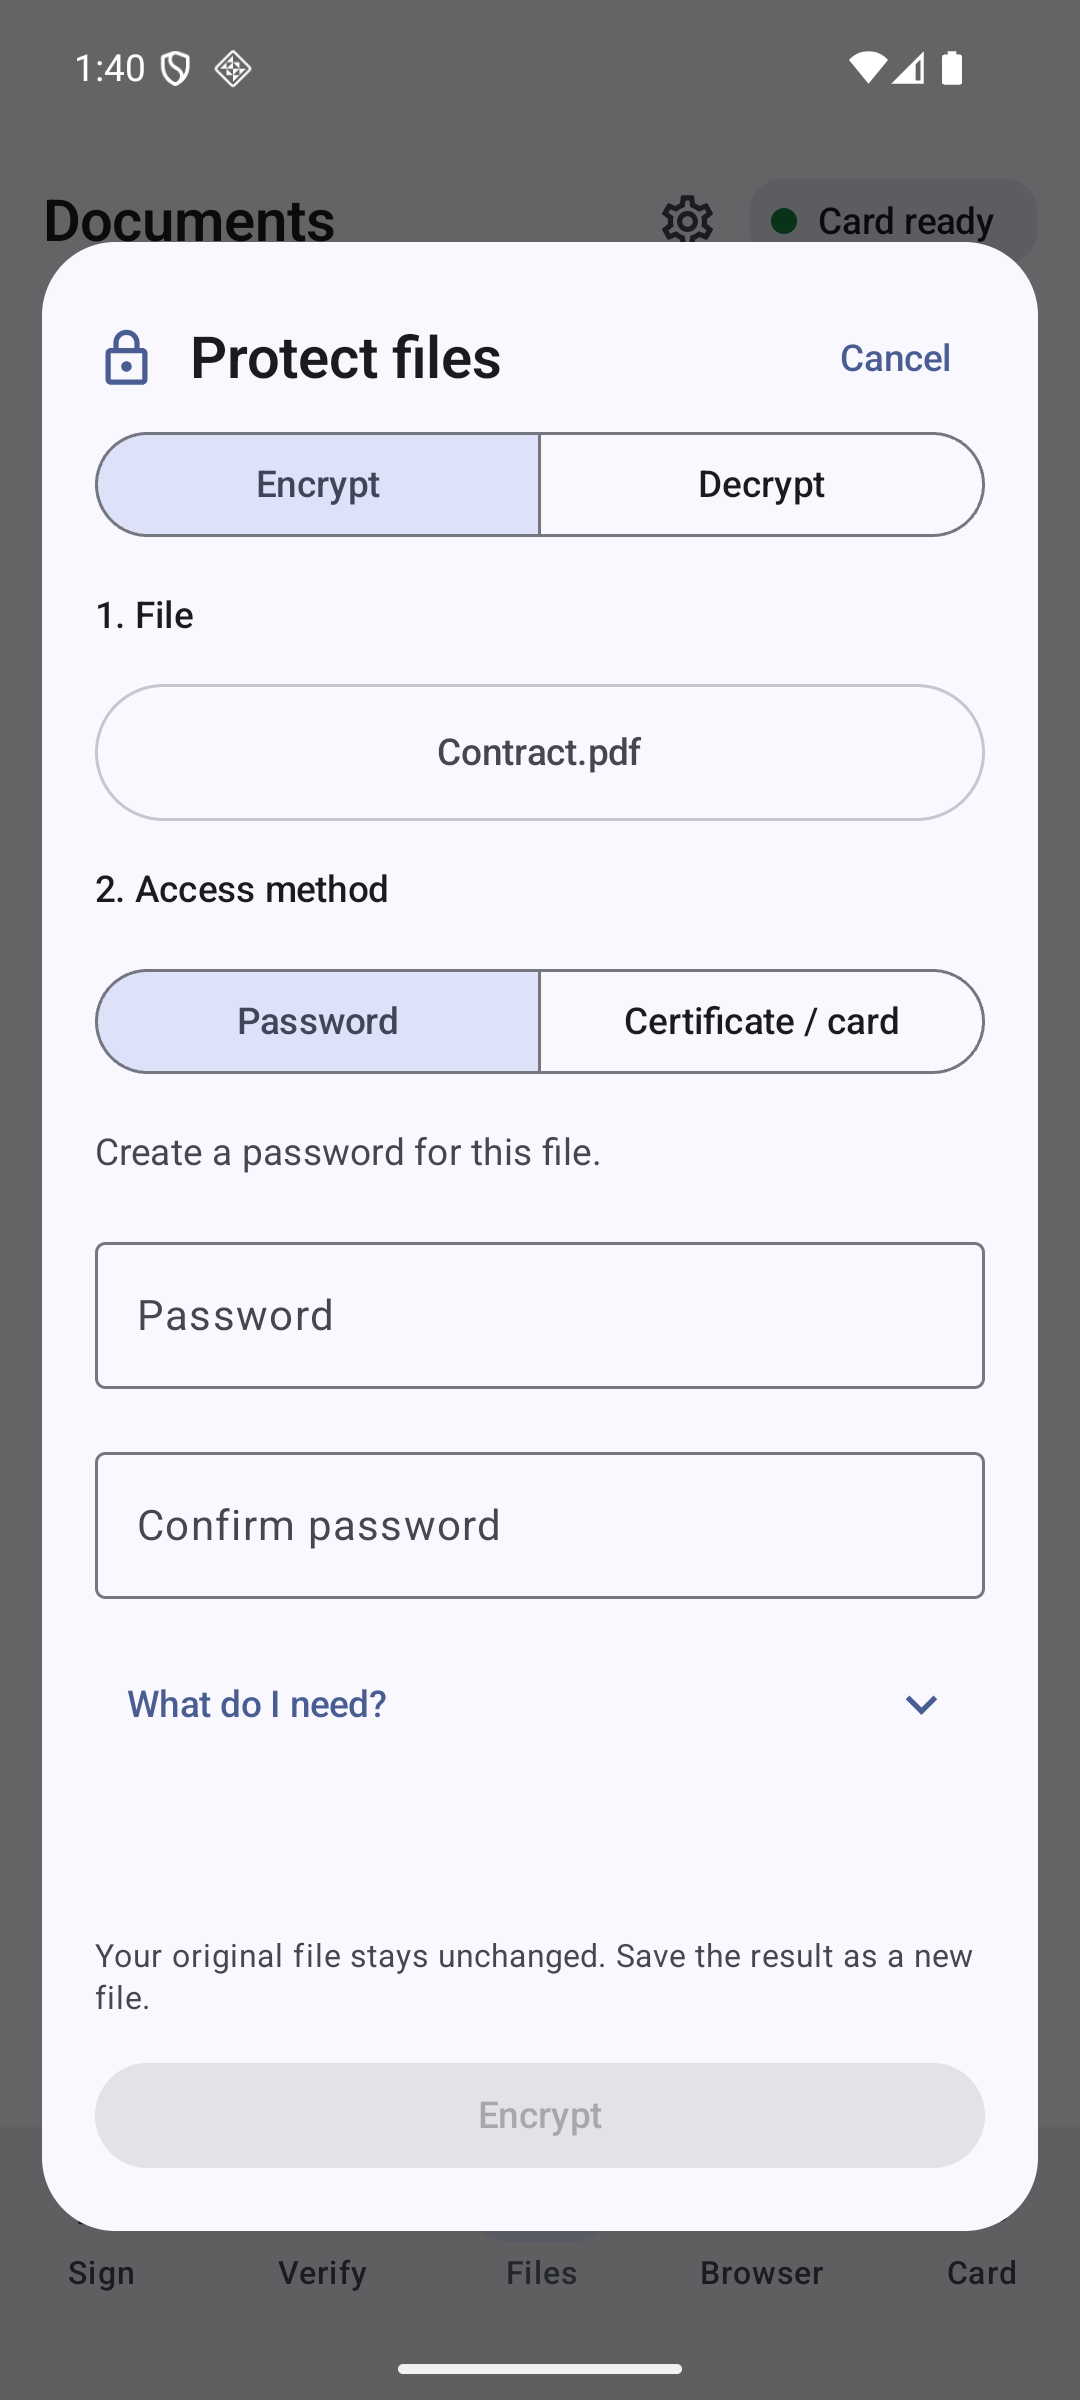 1:40
Documents
Card ready
Protect files
Cancel
Encrypt
Decrypt
1. File
Contract.pdf
2. Access method
Password
Certificate / card
Create a password for this file.
Password
Confirm password
What do I need?
Your original file stays unchanged. Save the result as a new
file.
Encrypt
Sign
Verify
Files
Browser
Card